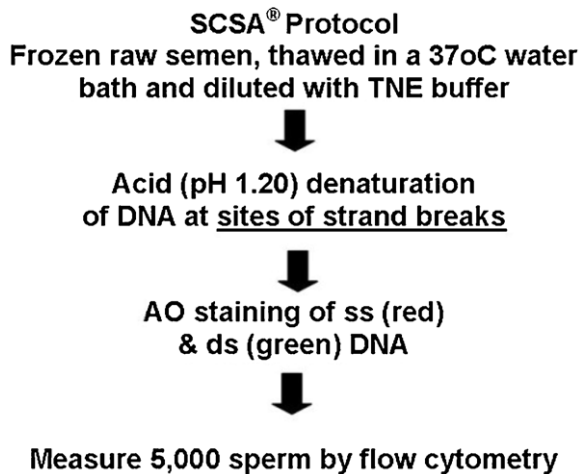 SCSA® Protocol
Frozen raw semen, thawed in a 37oC water
bath and diluted with TNE buffer
Acid (pH 1.20) denaturation
of DNA at sites of strand breaks
AO staining of ss (red)
& ds (green) DNA
Measure 5,000 sperm by flow cytometry